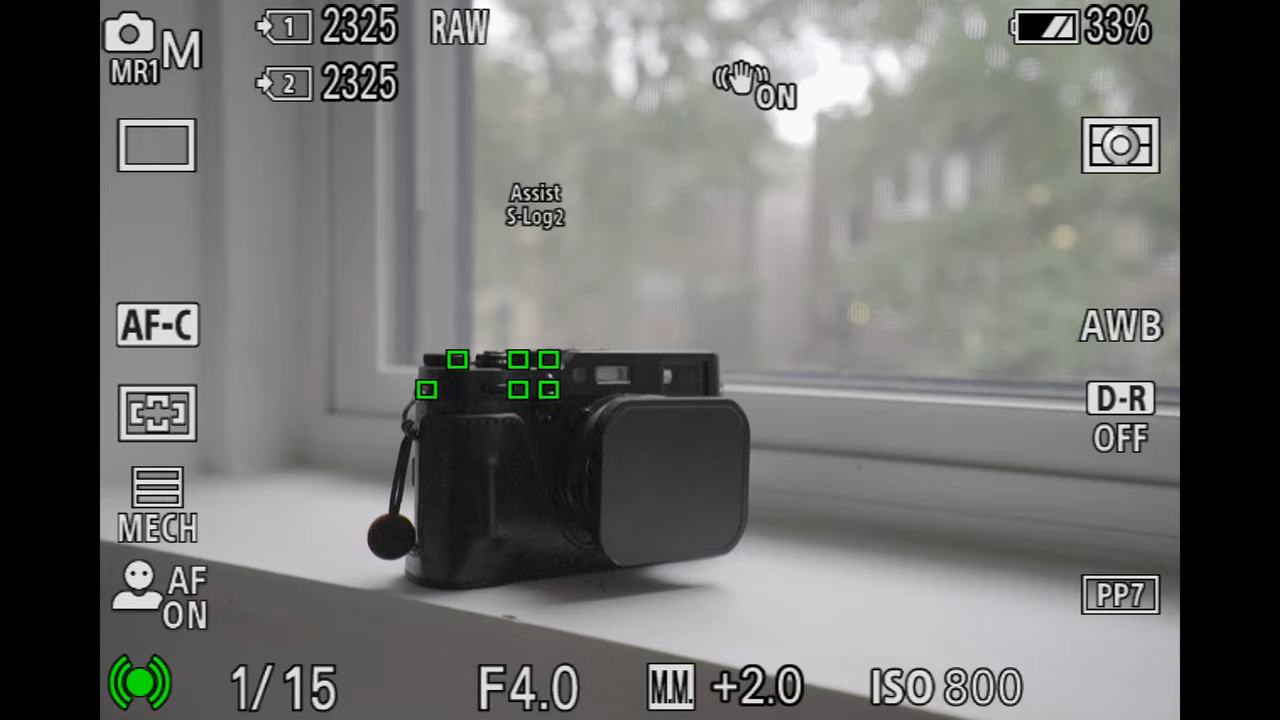 MR1 M
1 2325 RAW
2 2325
ON
33%
Assist
S-Log2
AF-C
AWB
D-R
OFF
MECH
AF
ON
PP7
1/15 F4.0 M.M. +2.0 ISO 800